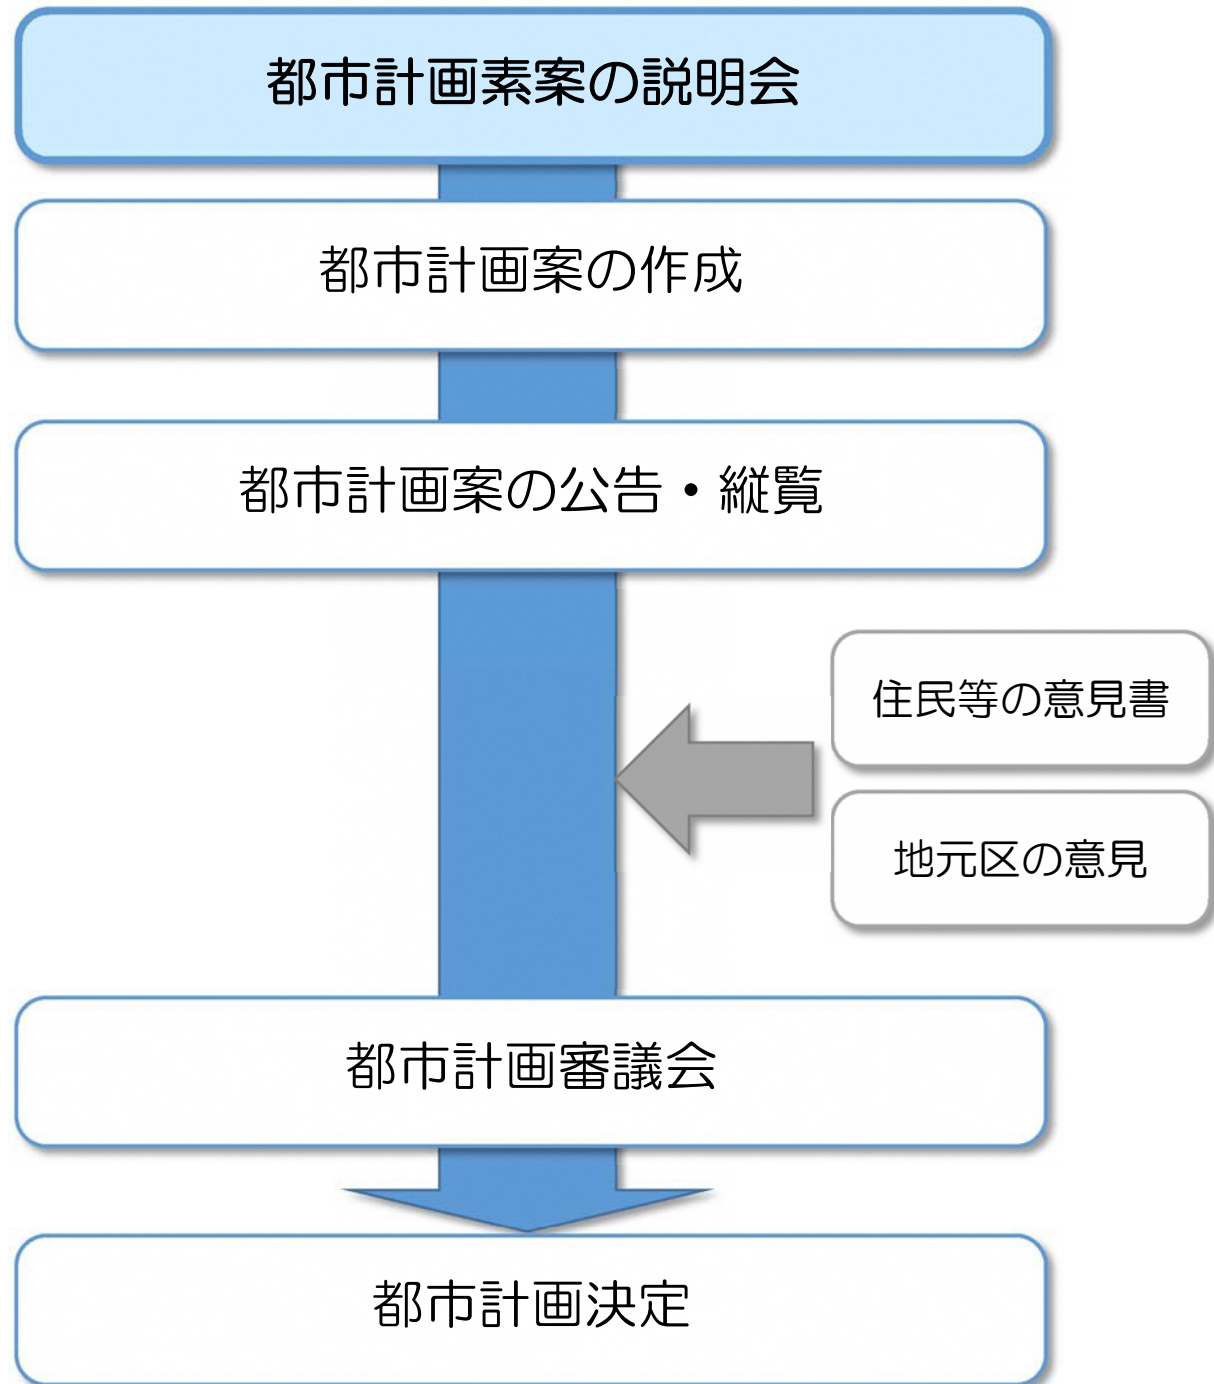 都市計画素案の説明会
都市計画案の作成
都市計画案の公告・縦覧
住民等の意見書
地元区の意見
都市計画審議会
都市計画決定